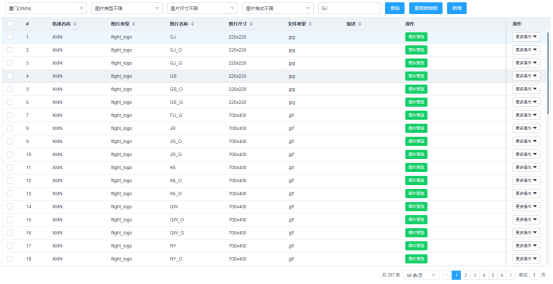 厦门(XMN) 图片类型不限 图片尺寸不限 图片格式不限 GJ 查询 重置搜索框 新增
# 航场名称 图片类型 图片名称 图片尺寸 文件类型 描述 操作 操作
1 XMN flight_logo GJ 220x220 .jpg 图片预览 更多操作
2 XMN flight_logo GJ_O 220x220 .jpg 图片预览 更多操作
3 XMN flight_logo GJ_G 220x220 .jpg 图片预览 更多操作
4 XMN flight_logo GS 220x220 .jpg 图片预览 更多操作
5 XMN flight_logo GS_O 220x220 .jpg 图片预览 更多操作
6 XMN flight_logo GS_G 220x220 .jpg 图片预览 更多操作
7 XMN flight_logo FU_G 700x400 .gif 图片预览 更多操作
8 XMN flight_logo JR 700x400 .gif 图片预览 更多操作
9 XMN flight_logo JR_O 700x400 .gif 图片预览 更多操作
10 XMN flight_logo JR_G 700x400 .gif 图片预览 更多操作
11 XMN flight_logo K6 700x400 .gif 图片预览 更多操作
12 XMN flight_logo K6_O 700x400 .gif 图片预览 更多操作
13 XMN flight_logo K6_G 700x400 .gif 图片预览 更多操作
14 XMN flight_logo QW 700x400 .gif 图片预览 更多操作
15 XMN flight_logo QW_O 700x400 .gif 图片预览 更多操作
16 XMN flight_logo QW_G 700x400 .gif 图片预览 更多操作
17 XMN flight_logo RY 700x400 .gif 图片预览 更多操作
18 XMN flight_logo RY_O 700x400 .gif 图片预览 更多操作
共 297 条 50 条/页 1 2 3 4 5 6 前往 1 页